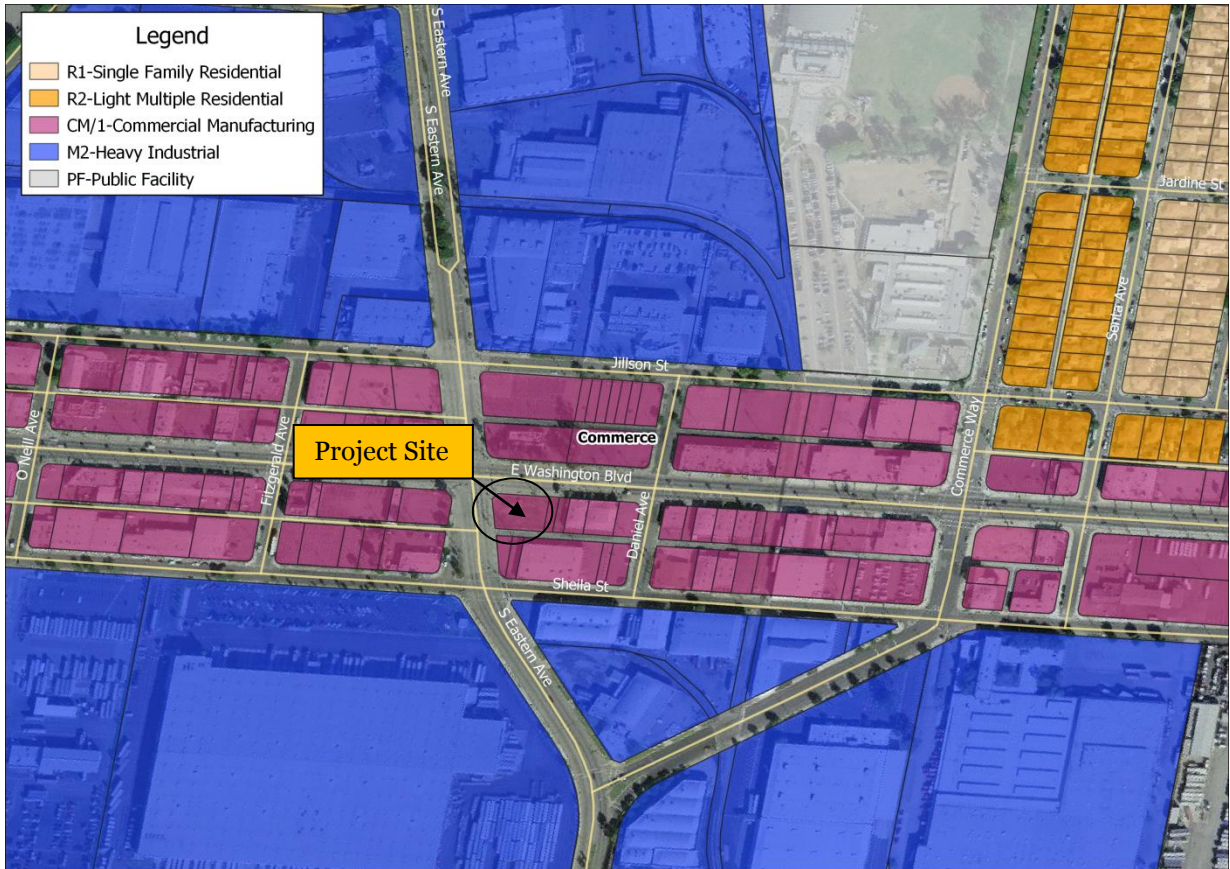 Legend
R1-Single Family Residential
R2-Light Multiple Residential
CM/1-Commercial Manufacturing
M2-Heavy Industrial
PF-Public Facility
S Eastern Ave
S Eastern Ave
Jardine St
Sonia Ave
Jillson St
Commerce
Project Site
E Washington Blvd
O Neill Ave
Fitzgerald Ave
Daniel Ave
Commerce Way
Sheila St
S Eastern Ave